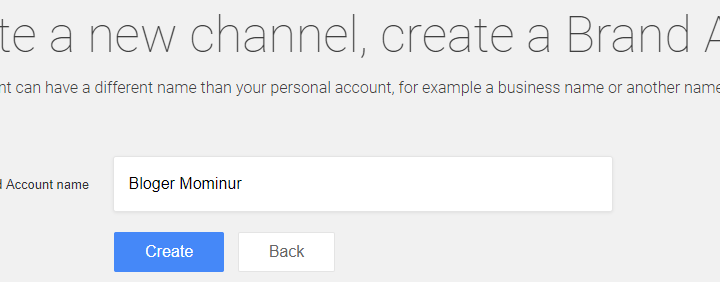 te a new channel, create a Brand A
nt can have a different name than your personal account, for example a business name or another name
d Account name
Bloger Mominur
Create
Back